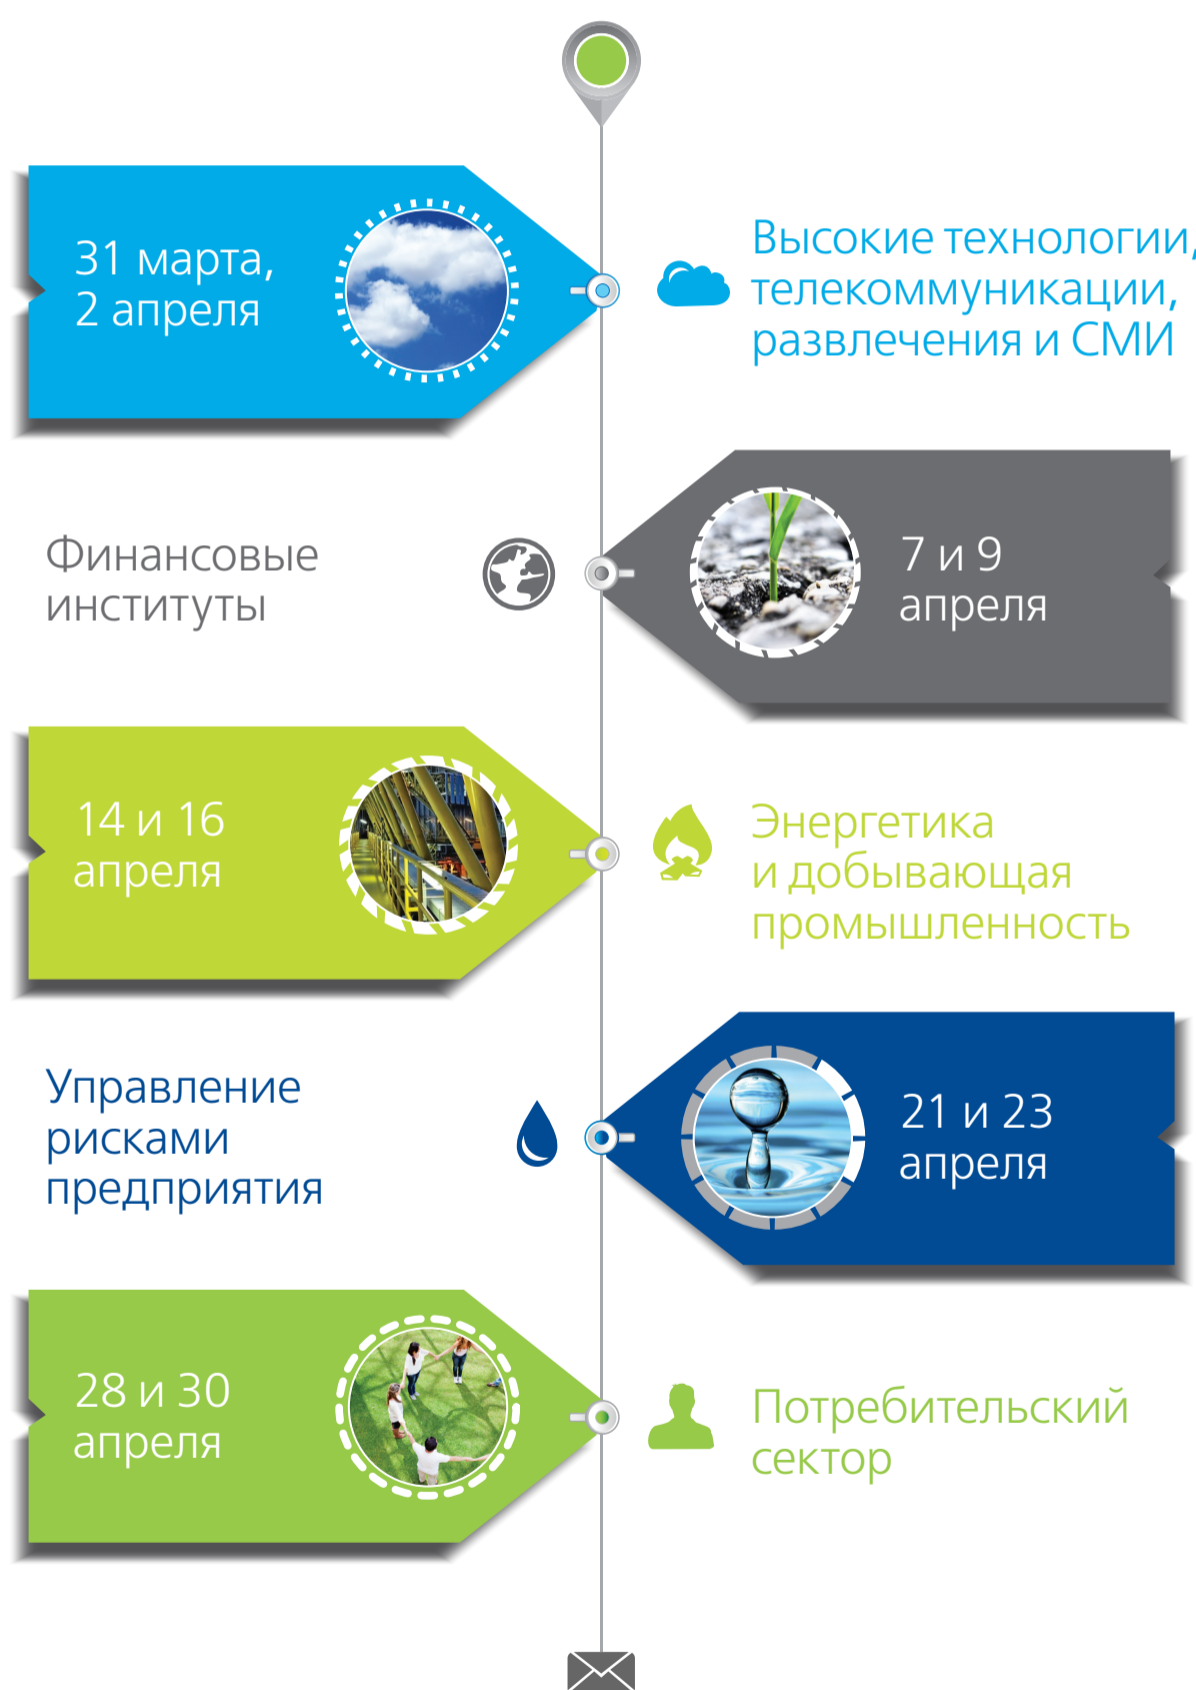 31 марта,
2 апреля
Высокие технологии,
телекоммуникации,
развлечения и СМИ
Финансовые
институты
7 и 9
апреля
14 и 16
апреля
Энергетика
и добывающая
промышленность
Управление
рисками
предприятия
21 и 23
апреля
28 и 30
апреля
Потребительский
сектор